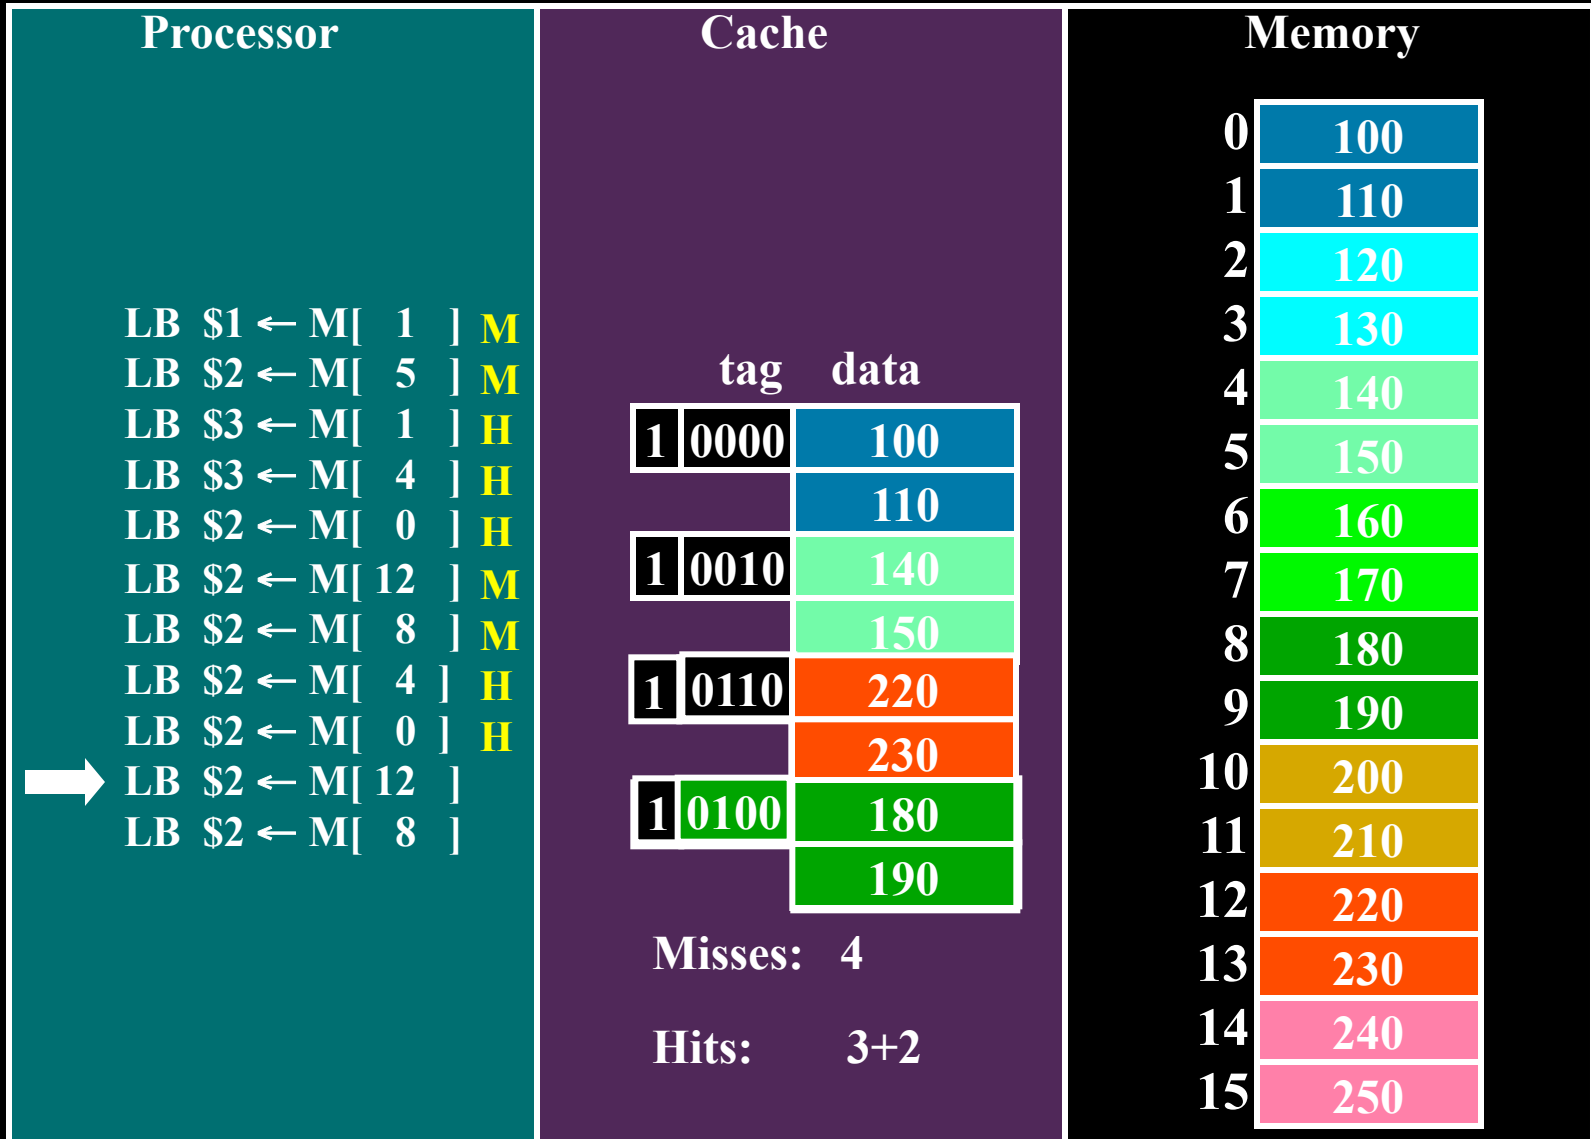 Processor
LB $1 ← M[ 1 ] M
LB $2 ← M[ 5 ] M
LB $3 ← M[ 1 ] H
LB $3 ← M[ 4 ] H
LB $2 ← M[ 0 ] H
LB $2 ← M[ 12 ] M
LB $2 ← M[ 8 ] M
LB $2 ← M[ 4 ] H
LB $2 ← M[ 0 ] H
LB $2 ← M[ 12 ]
LB $2 ← M[ 8 ]
Cache
tag data
1 0000 100
110
1 0010 140
150
1 0110 220
230
1 0100 180
190
Misses: 4
Hits: 3+2
Memory
0 100
1 110
2 120
3 130
4 140
5 150
6 160
7 170
8 180
9 190
10 200
11 210
12 220
13 230
14 240
15 250